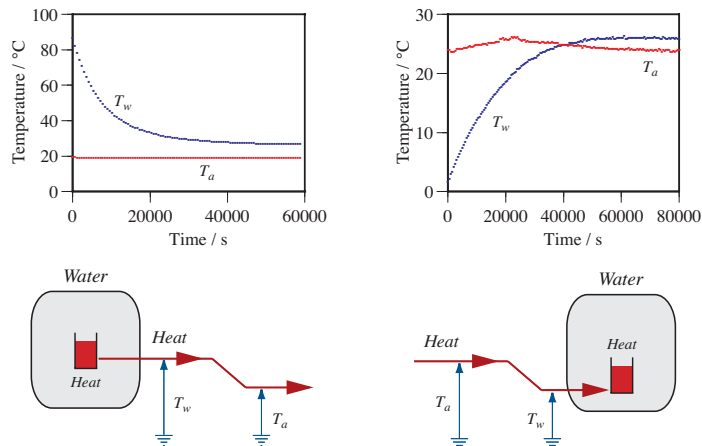 100
80
60
40
20
0
Temperature / °C
T_w
T_a
0 20000 40000 60000
Time / s
30
20
10
0
Temperature / °C
T_a
T_w
0 20000 40000 60000 80000
Time / s
Water
Heat
Heat
T_w
T_a
Water
Heat
Heat
T_a
T_w